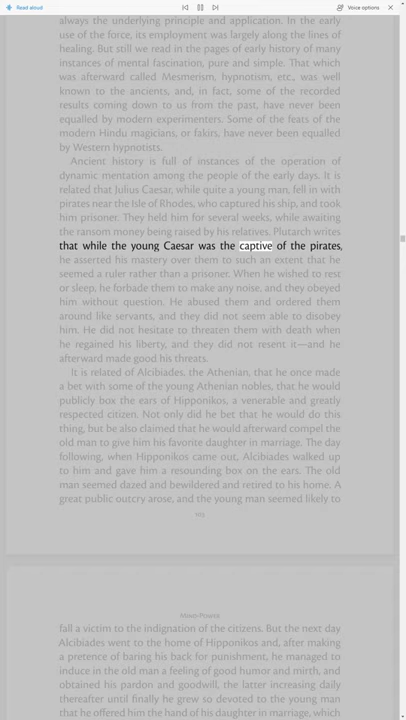 Read aloud
Voice options
always the underlying principle and application. In the early
use of the force, its employment was largely along the lines of
healing. But still we read in the pages of early history of many
instances of mental fascination, pure and simple. That which
was afterward called Mesmerism, hypnotism, etc., was well
known to the ancients, and, in fact, some of the recorded
results coming down to us from the past, have never been
equalled by modern experimenters. Some of the feats of the
modern Hindu magicians, or fakirs, have never been equalled
by Western hypnotists.
Ancient history is full of instances of the operation of
dynamic mentation among the people of the early days. It is
related that Julius Caesar, while quite a young man, fell in with
pirates near the Isle of Rhodes, who captured his ship, and took
him prisoner. They held him for several weeks, while awaiting
the ransom money being raised by his relatives. Plutarch writes
that while the young Caesar was the captive of the pirates,
he asserted his mastery over them to such an extent that he
seemed a ruler rather than a prisoner. When he wished to rest
or sleep, he forbade them to make any noise, and they obeyed
him without question. He abused them and ordered them
around like servants, and they did not seem able to disobey
him. He did not hesitate to threaten them with death when
he regained his liberty, and they did not resent it—and he
afterward made good his threats.
It is related of Alcibiades, the Athenian, that he once made
a bet with some of the young Athenian nobles, that he would
publicly box the ears of Hipponikos, a venerable and greatly
respected citizen. Not only did he bet that he would do this
thing, but be also claimed that he would afterward compel the
old man to give him his favorite daughter in marriage. The day
following, when Hipponikos came out, Alcibiades walked up
to him and gave him a resounding box on the ears. The old
man seemed dazed and bewildered and retired to his home. A
great public outcry arose, and the young man seemed likely to
Mind‑Power
fall a victim to the indignation of the citizens. But the next day
Alcibiades went to the home of Hipponikos and, after making
a pretence of baring his back for punishment, he managed to
induce in the old man a feeling of good humor and mirth, and
obtained his pardon and goodwill, the latter increasing daily
thereafter until finally he grew so devoted to the young man
that he offered him the hand of his daughter in marriage, which